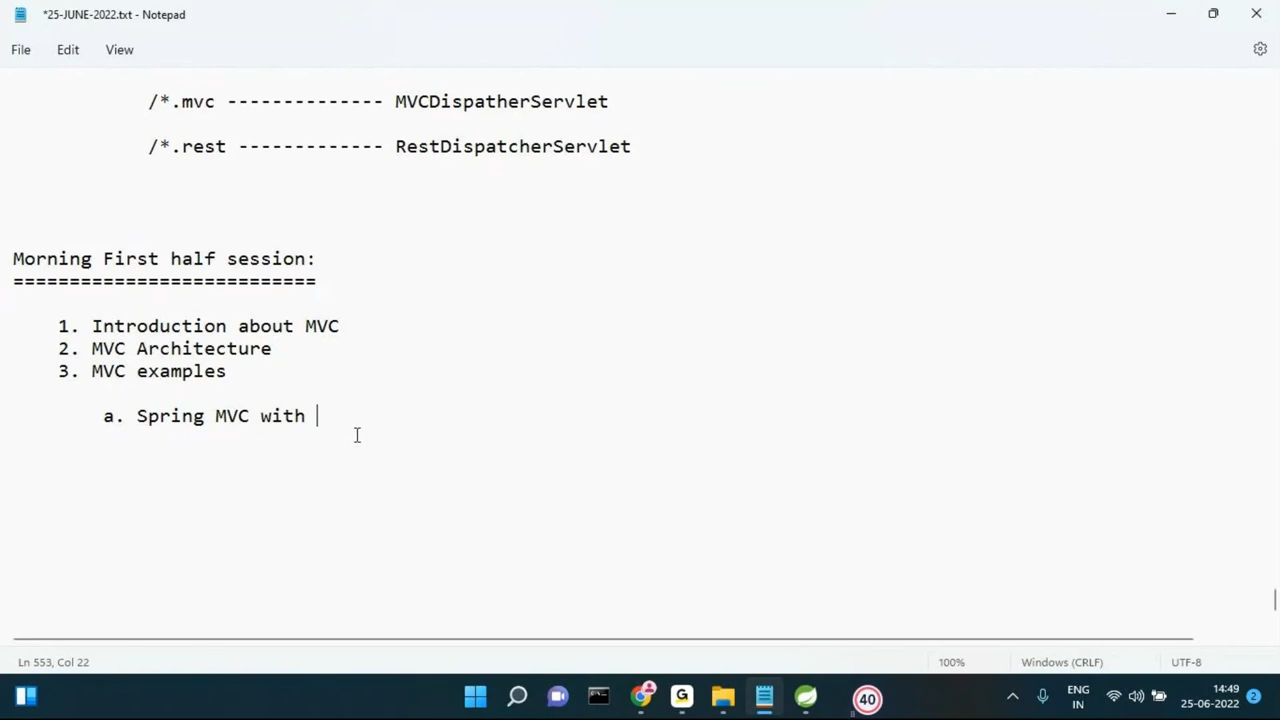 *25-JUNE-2022.txt - Notepad
File Edit View
/*.mvc -------------- MVCDispatherServlet
/*.rest ------------- RestDispatcherServlet
Morning First half session:
===========================
1. Introduction about MVC
2. MVC Architecture
3. MVC examples
a. Spring MVC with
Ln 553, Col 22 100% Windows (CRLF) UTF-8
40
ENG
IN
14:49
25-06-2022
2